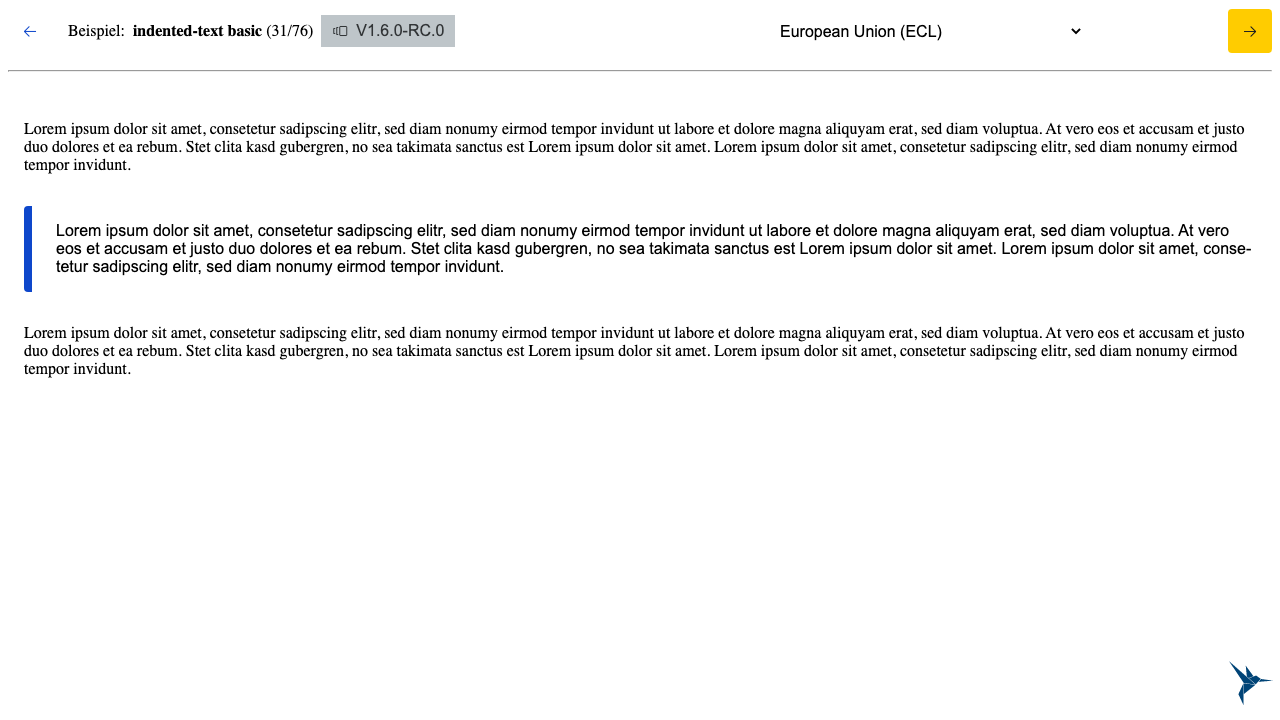 Beispiel: indented-text basic (31/76) V1.6.0-RC.0 European Union (ECL)
Lorem ipsum dolor sit amet, consetetur sadipscing elitr, sed diam nonumy eirmod tempor invidunt ut labore et dolore magna aliquyam erat, sed diam voluptua. At vero eos et accusam et justo
duo dolores et ea rebum. Stet clita kasd gubergren, no sea takimata sanctus est Lorem ipsum dolor sit amet. Lorem ipsum dolor sit amet, consetetur sadipscing elitr, sed diam nonumy eirmod
tempor invidunt.
Lorem ipsum dolor sit amet, consetetur sadipscing elitr, sed diam nonumy eirmod tempor invidunt ut labore et dolore magna aliquyam erat, sed diam voluptua. At vero
eos et accusam et justo duo dolores et ea rebum. Stet clita kasd gubergren, no sea takimata sanctus est Lorem ipsum dolor sit amet. Lorem ipsum dolor sit amet, conse-
tetur sadipscing elitr, sed diam nonumy eirmod tempor invidunt.
Lorem ipsum dolor sit amet, consetetur sadipscing elitr, sed diam nonumy eirmod tempor invidunt ut labore et dolore magna aliquyam erat, sed diam voluptua. At vero eos et accusam et justo
duo dolores et ea rebum. Stet clita kasd gubergren, no sea takimata sanctus est Lorem ipsum dolor sit amet. Lorem ipsum dolor sit amet, consetetur sadipscing elitr, sed diam nonumy eirmod
tempor invidunt.